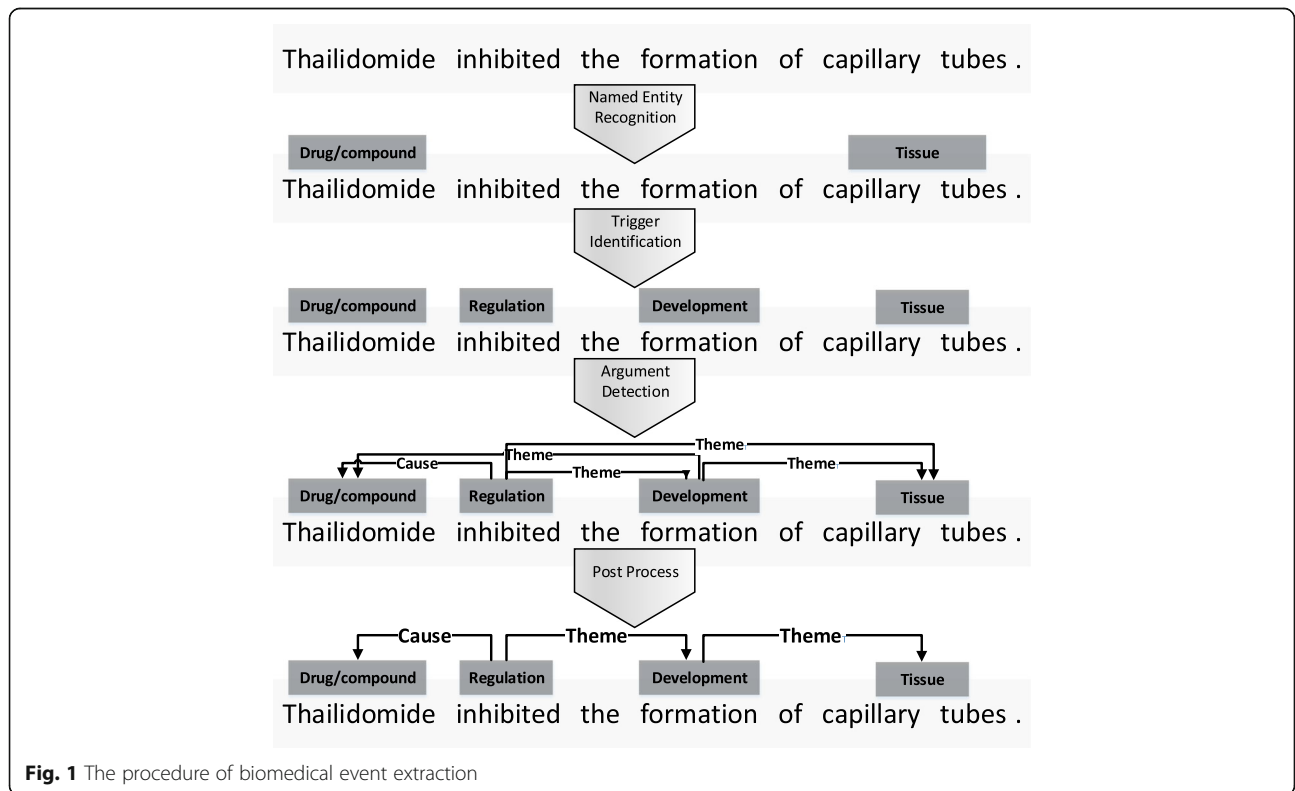 Thailidomide inhibited the formation of capillary tubes .
Named Entity
Recognition
Drug/compound Tissue
Thailidomide inhibited the formation of capillary tubes .
Trigger
Identification
Drug/compound Regulation Development Tissue
Thailidomide inhibited the formation of capillary tubes .
Argument
Detection
Theme
Theme
Cause Theme
Theme
Drug/compound Regulation Development Tissue
Thailidomide inhibited the formation of capillary tubes .
Post Process
Cause Theme Theme
Drug/compound Regulation Development Tissue
Thailidomide inhibited the formation of capillary tubes .
Fig. 1 The procedure of biomedical event extraction